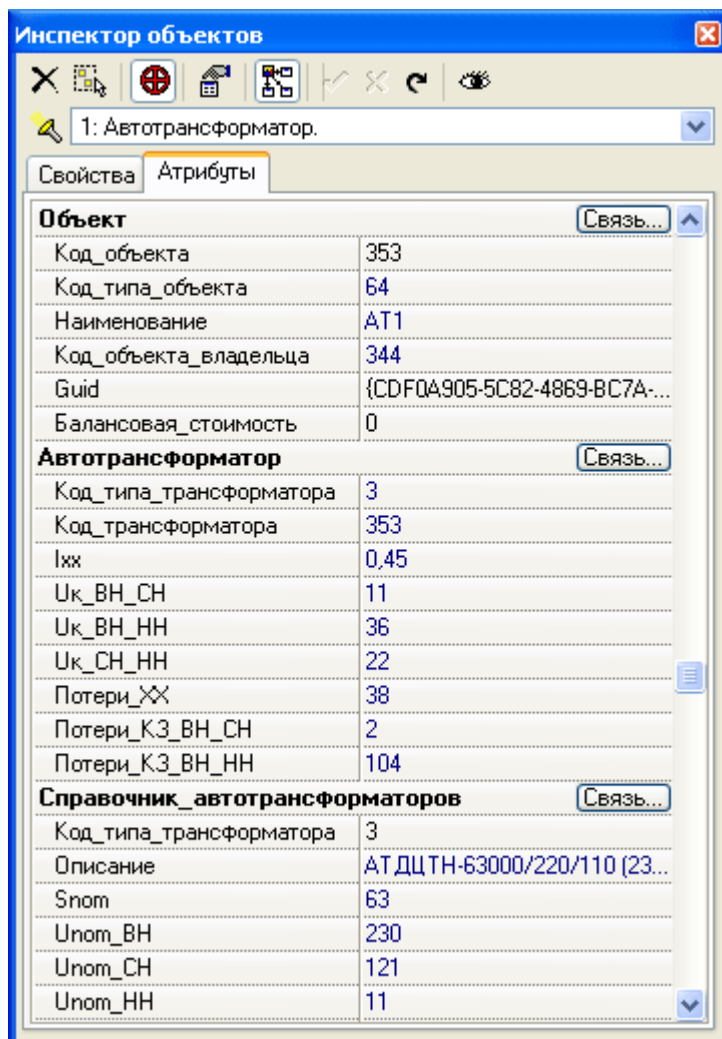 Инспектор объектов
1: Автотрансформатор.
Свойства Атрибуты
Объект Связь...
Код_объекта 353
Код_типа_объекта 64
Наименование АТ1
Код_объекта_владельца 344
Guid {CDF0A905-5C82-4869-BC7A-...
Балансовая_стоимость 0
Автотрансформатор Связь...
Код_типа_трансформатора 3
Код_трансформатора 353
Ixx 0,45
Uк_ВН_СН 11
Uк_ВН_НН 36
Uк_СН_НН 22
Потери_ХХ 38
Потери_КЗ_ВН_СН 2
Потери_КЗ_ВН_НН 104
Справочник_автотрансформаторов Связь...
Код_типа_трансформатора 3
Описание АТДЦТН-63000/220/110 (23...
Snom 63
Unom_ВН 230
Unom_СН 121
Unom_НН 11